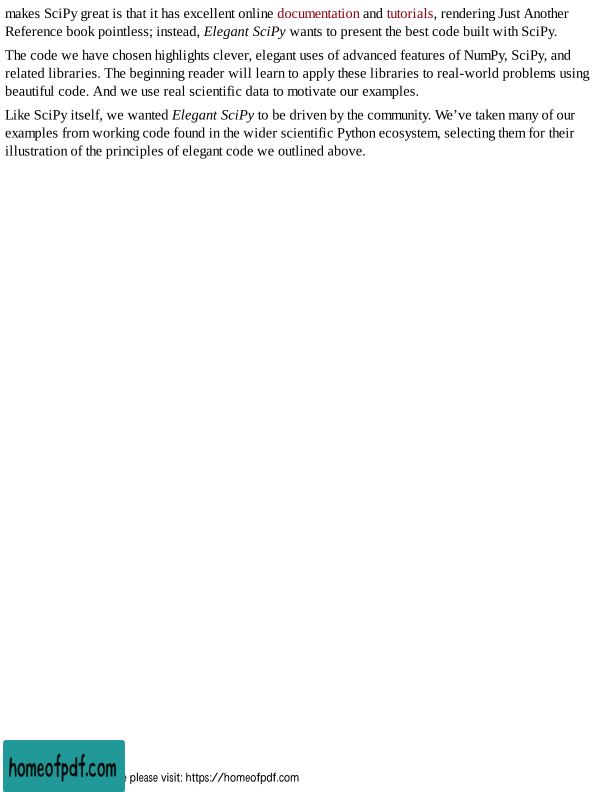 makes SciPy great is that it has excellent online documentation and tutorials, rendering Just Another
Reference book pointless; instead, Elegant SciPy wants to present the best code built with SciPy.
The code we have chosen highlights clever, elegant uses of advanced features of NumPy, SciPy, and
related libraries. The beginning reader will learn to apply these libraries to real-world problems using
beautiful code. And we use real scientific data to motivate our examples.
Like SciPy itself, we wanted Elegant SciPy to be driven by the community. We’ve taken many of our
examples from working code found in the wider scientific Python ecosystem, selecting them for their
illustration of the principles of elegant code we outlined above.
homeofpdf.com
please visit: https://homeofpdf.com